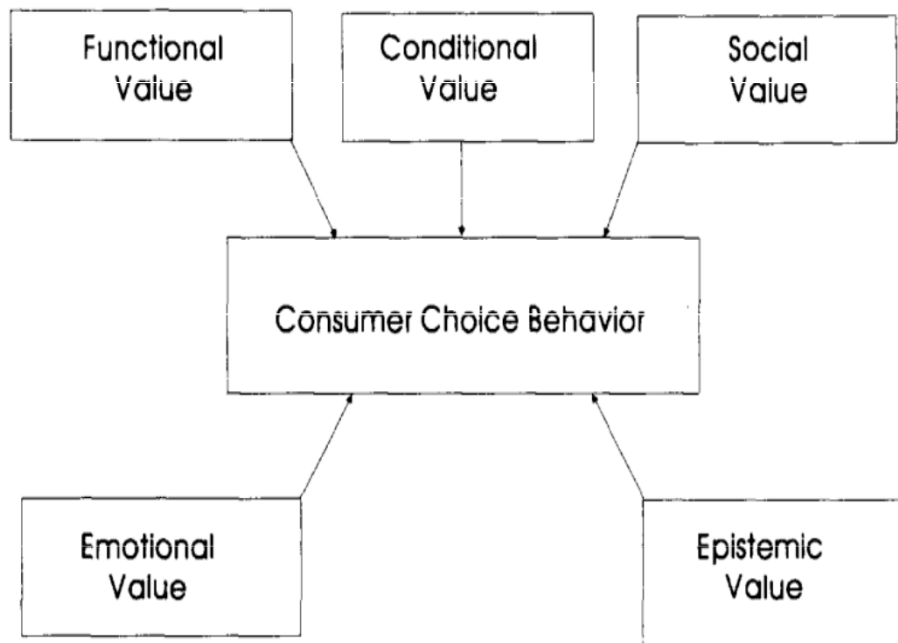 Functional
Value
Conditional
Value
Social
Value
Consumer Choice Behavior
Emotional
Value
Epistemic
Value